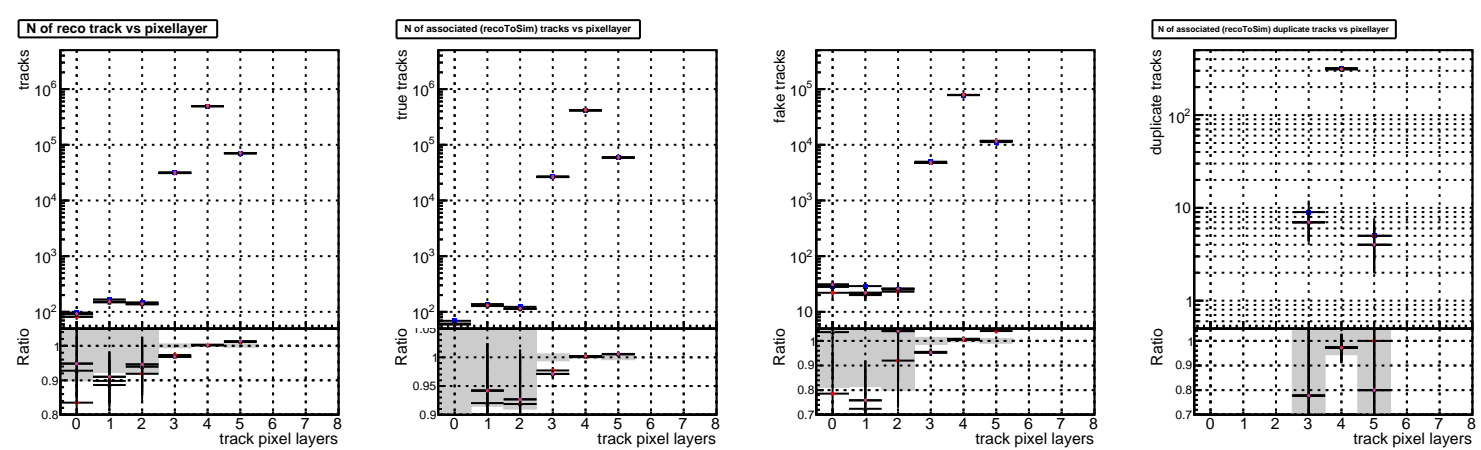 N of reco track vs pixellayer
tracks
10^6
10^5
10^4
10^3
10^2
Ratio
1
0.9
0.8
0 1 2 3 4 5 6 7 8
track pixel layers
N of associated (recoToSim) tracks vs pixellayer
true tracks
10^6
10^5
10^4
10^3
10^2
Ratio
1.05
1
0.95
0.9
0 1 2 3 4 5 6 7 8
track pixel layers
fake tracks
10^5
10^4
10^3
10^2
10
Ratio
1
0.9
0.8
0.7
0 1 2 3 4 5 6 7 8
track pixel layers
N of associated (recoToSim) duplicate tracks vs pixellayer
duplicate tracks
10^2
10
1
Ratio
1
0.9
0.8
0.7
0 1 2 3 4 5 6 7 8
track pixel layers